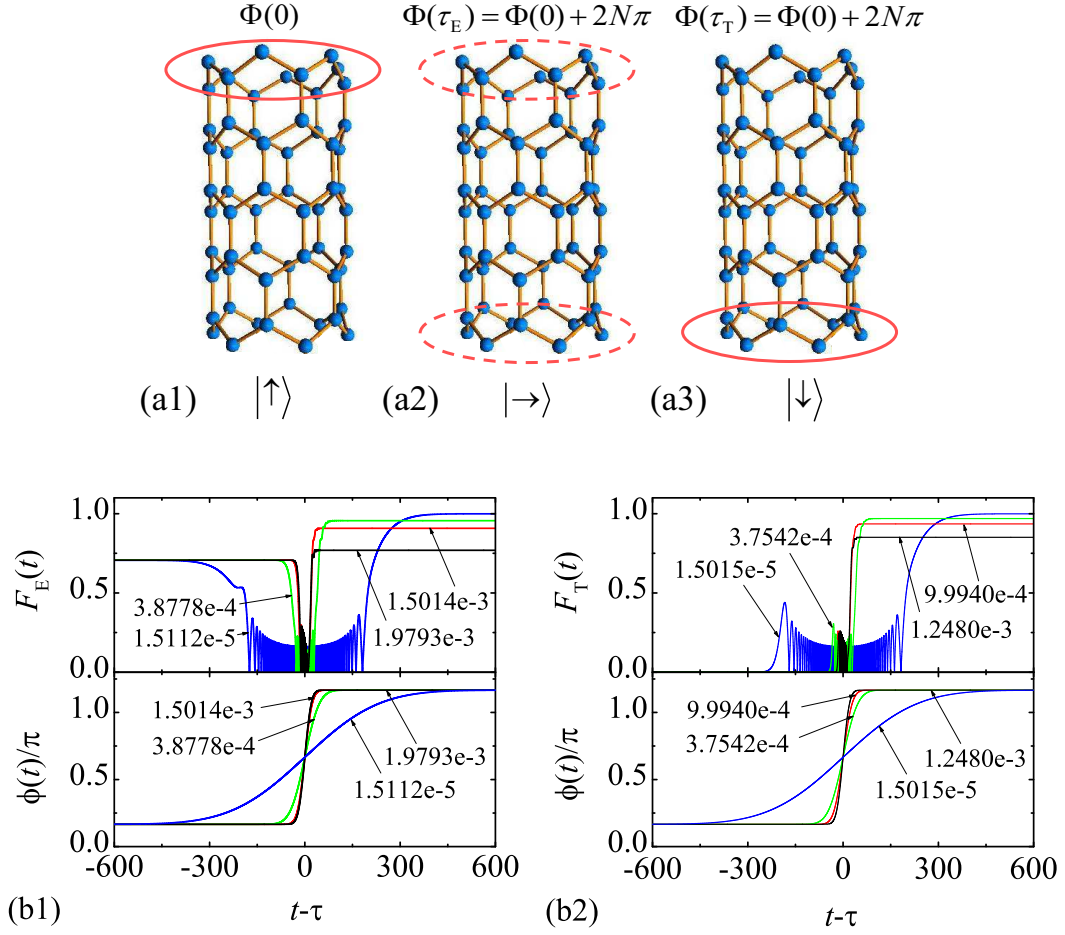 Φ(0)
Φ(τ_E) = Φ(0) + 2Nπ
Φ(τ_T) = Φ(0) + 2Nπ
(a1) |↑⟩
(a2) |→⟩
(a3) |↓⟩
F_E(t)
1.0
0.5
0.0
3.8778e-4
1.5112e-5
1.5014e-3
1.9793e-3
ϕ(t)/π
1.0
0.5
0.0
1.5014e-3
3.8778e-4
1.9793e-3
1.5112e-5
-600 -300 0 300 600
(b1)
t-τ
F_T(t)
1.0
0.5
0.0
3.7542e-4
1.5015e-5
9.9940e-4
1.2480e-3
ϕ(t)/π
1.0
0.5
0.0
9.9940e-4
3.7542e-4
1.2480e-3
1.5015e-5
-600 -300 0 300 600
(b2)
t-τ